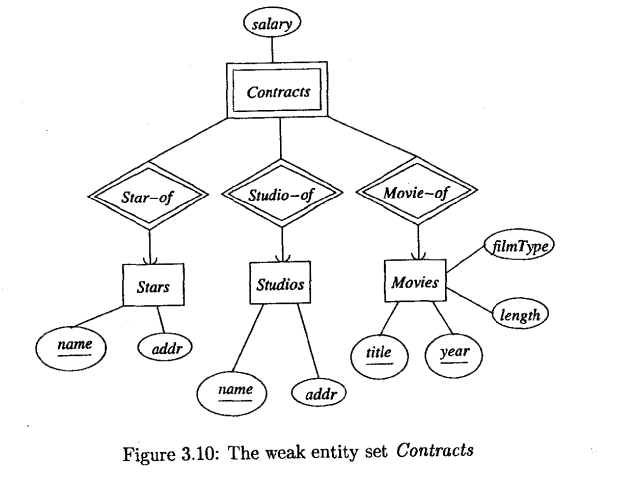 salary
Contracts
Star-of
Studio-of
Movie-of
filmType
Stars
Studios
Movies
length
name
addr
title
year
name
addr
Figure 3.10: The weak entity set Contracts